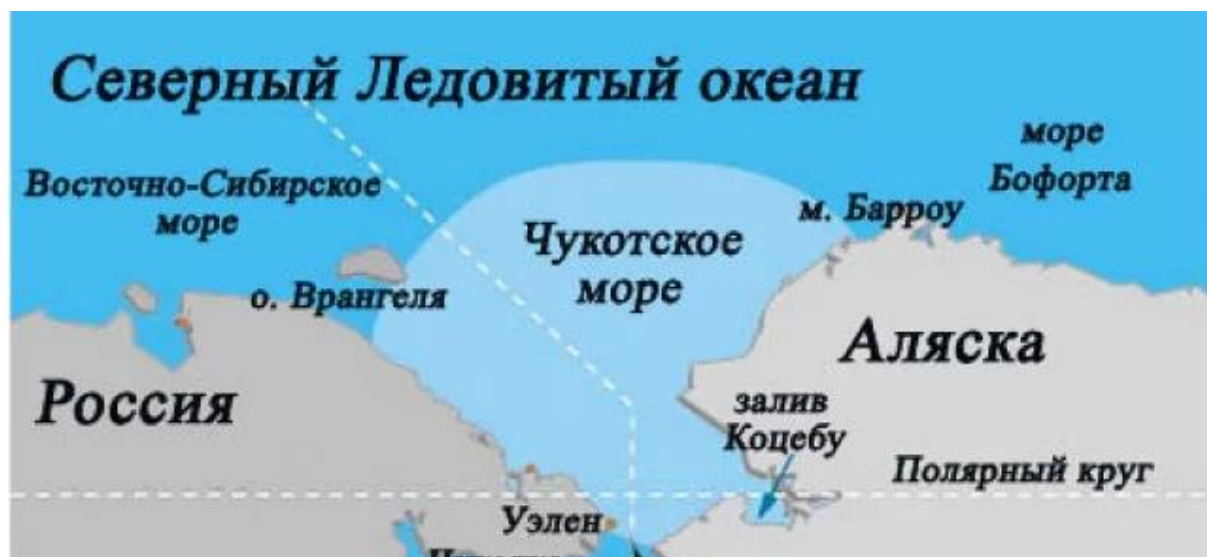 Северный Ледовитый океан
море
Бофорта
Восточно-Сибирское
море
м. Барроу
Чукотское
море
о. Врангеля
Аляска
Россия
залив
Коцебу
Полярный круг
Уэлен